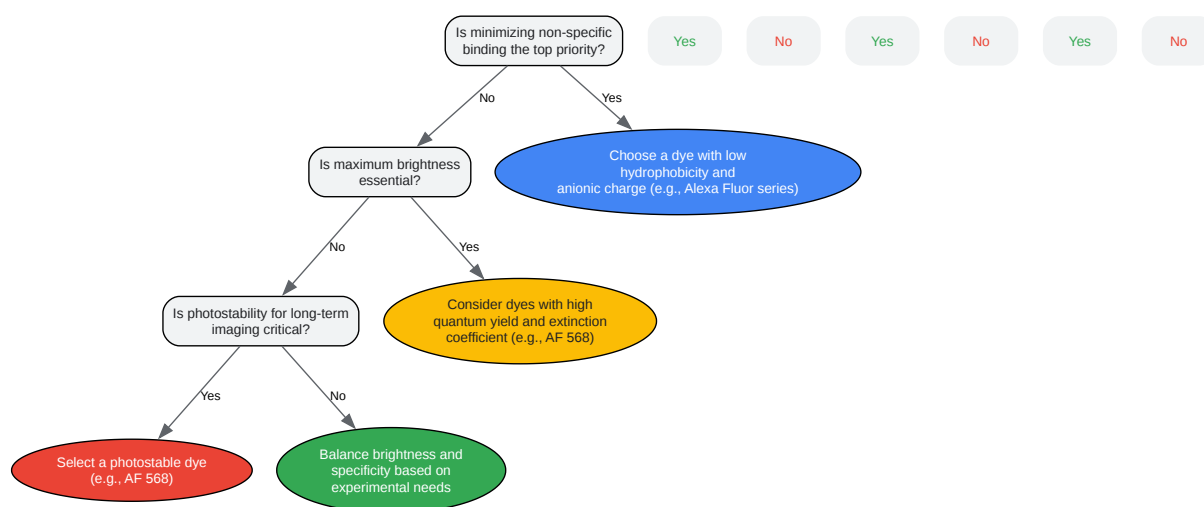 Is minimizing non-specific
binding the top priority?
Yes
No
Yes
No
Yes
No
No
Yes
Is maximum brightness
essential?
Choose a dye with low
hydrophobicity and
anionic charge (e.g., Alexa Fluor series)
No
Yes
Is photostability for long-term
imaging critical?
Consider dyes with high
quantum yield and extinction
coefficient (e.g., AF 568)
Yes
No
Select a photostable dye
(e.g., AF 568)
Balance brightness and
specificity based on
experimental needs